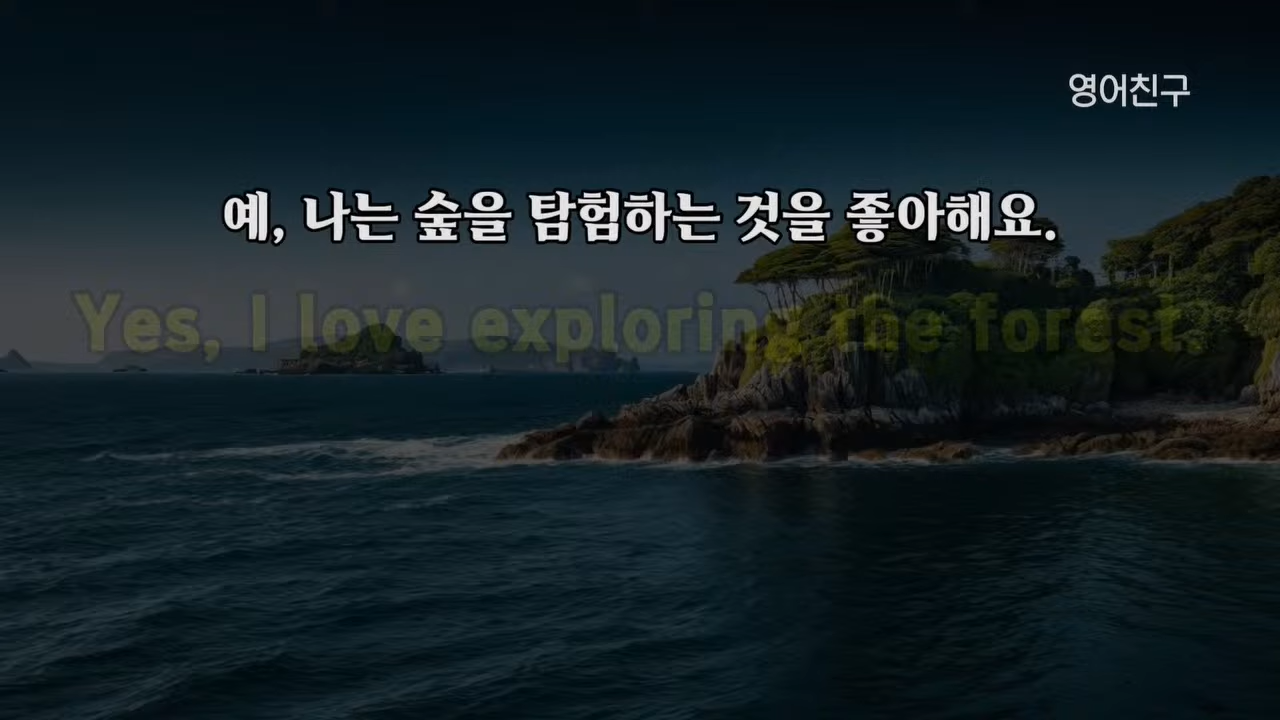 영어친구
예, 나는 숲을 탐험하는 것을 좋아해요.
Yes, I love exploring the forest.